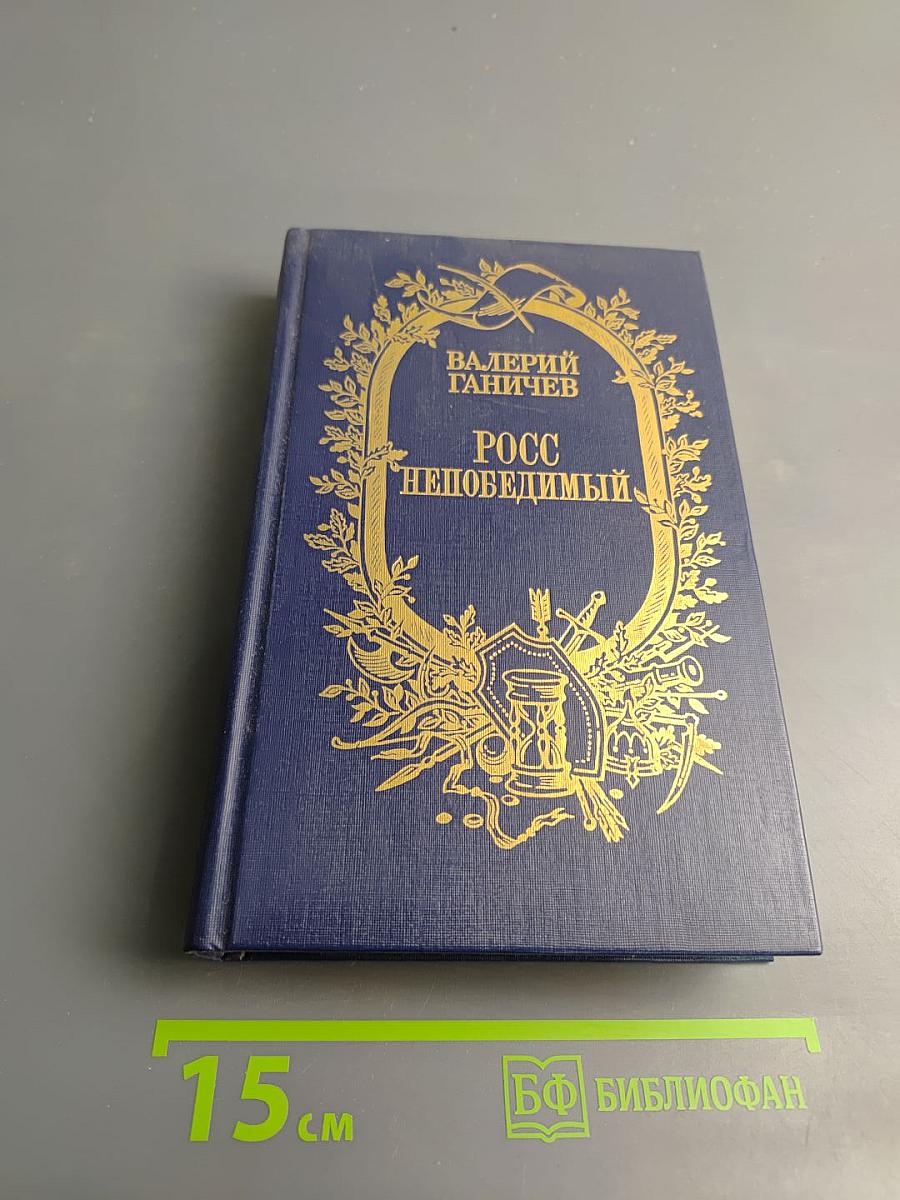 ВАЛЕРИЙ
ГАНИЧЕВ
РОСС
НЕПОБЕДИМЫЙ
15 см
БФ БИБЛИОФАН